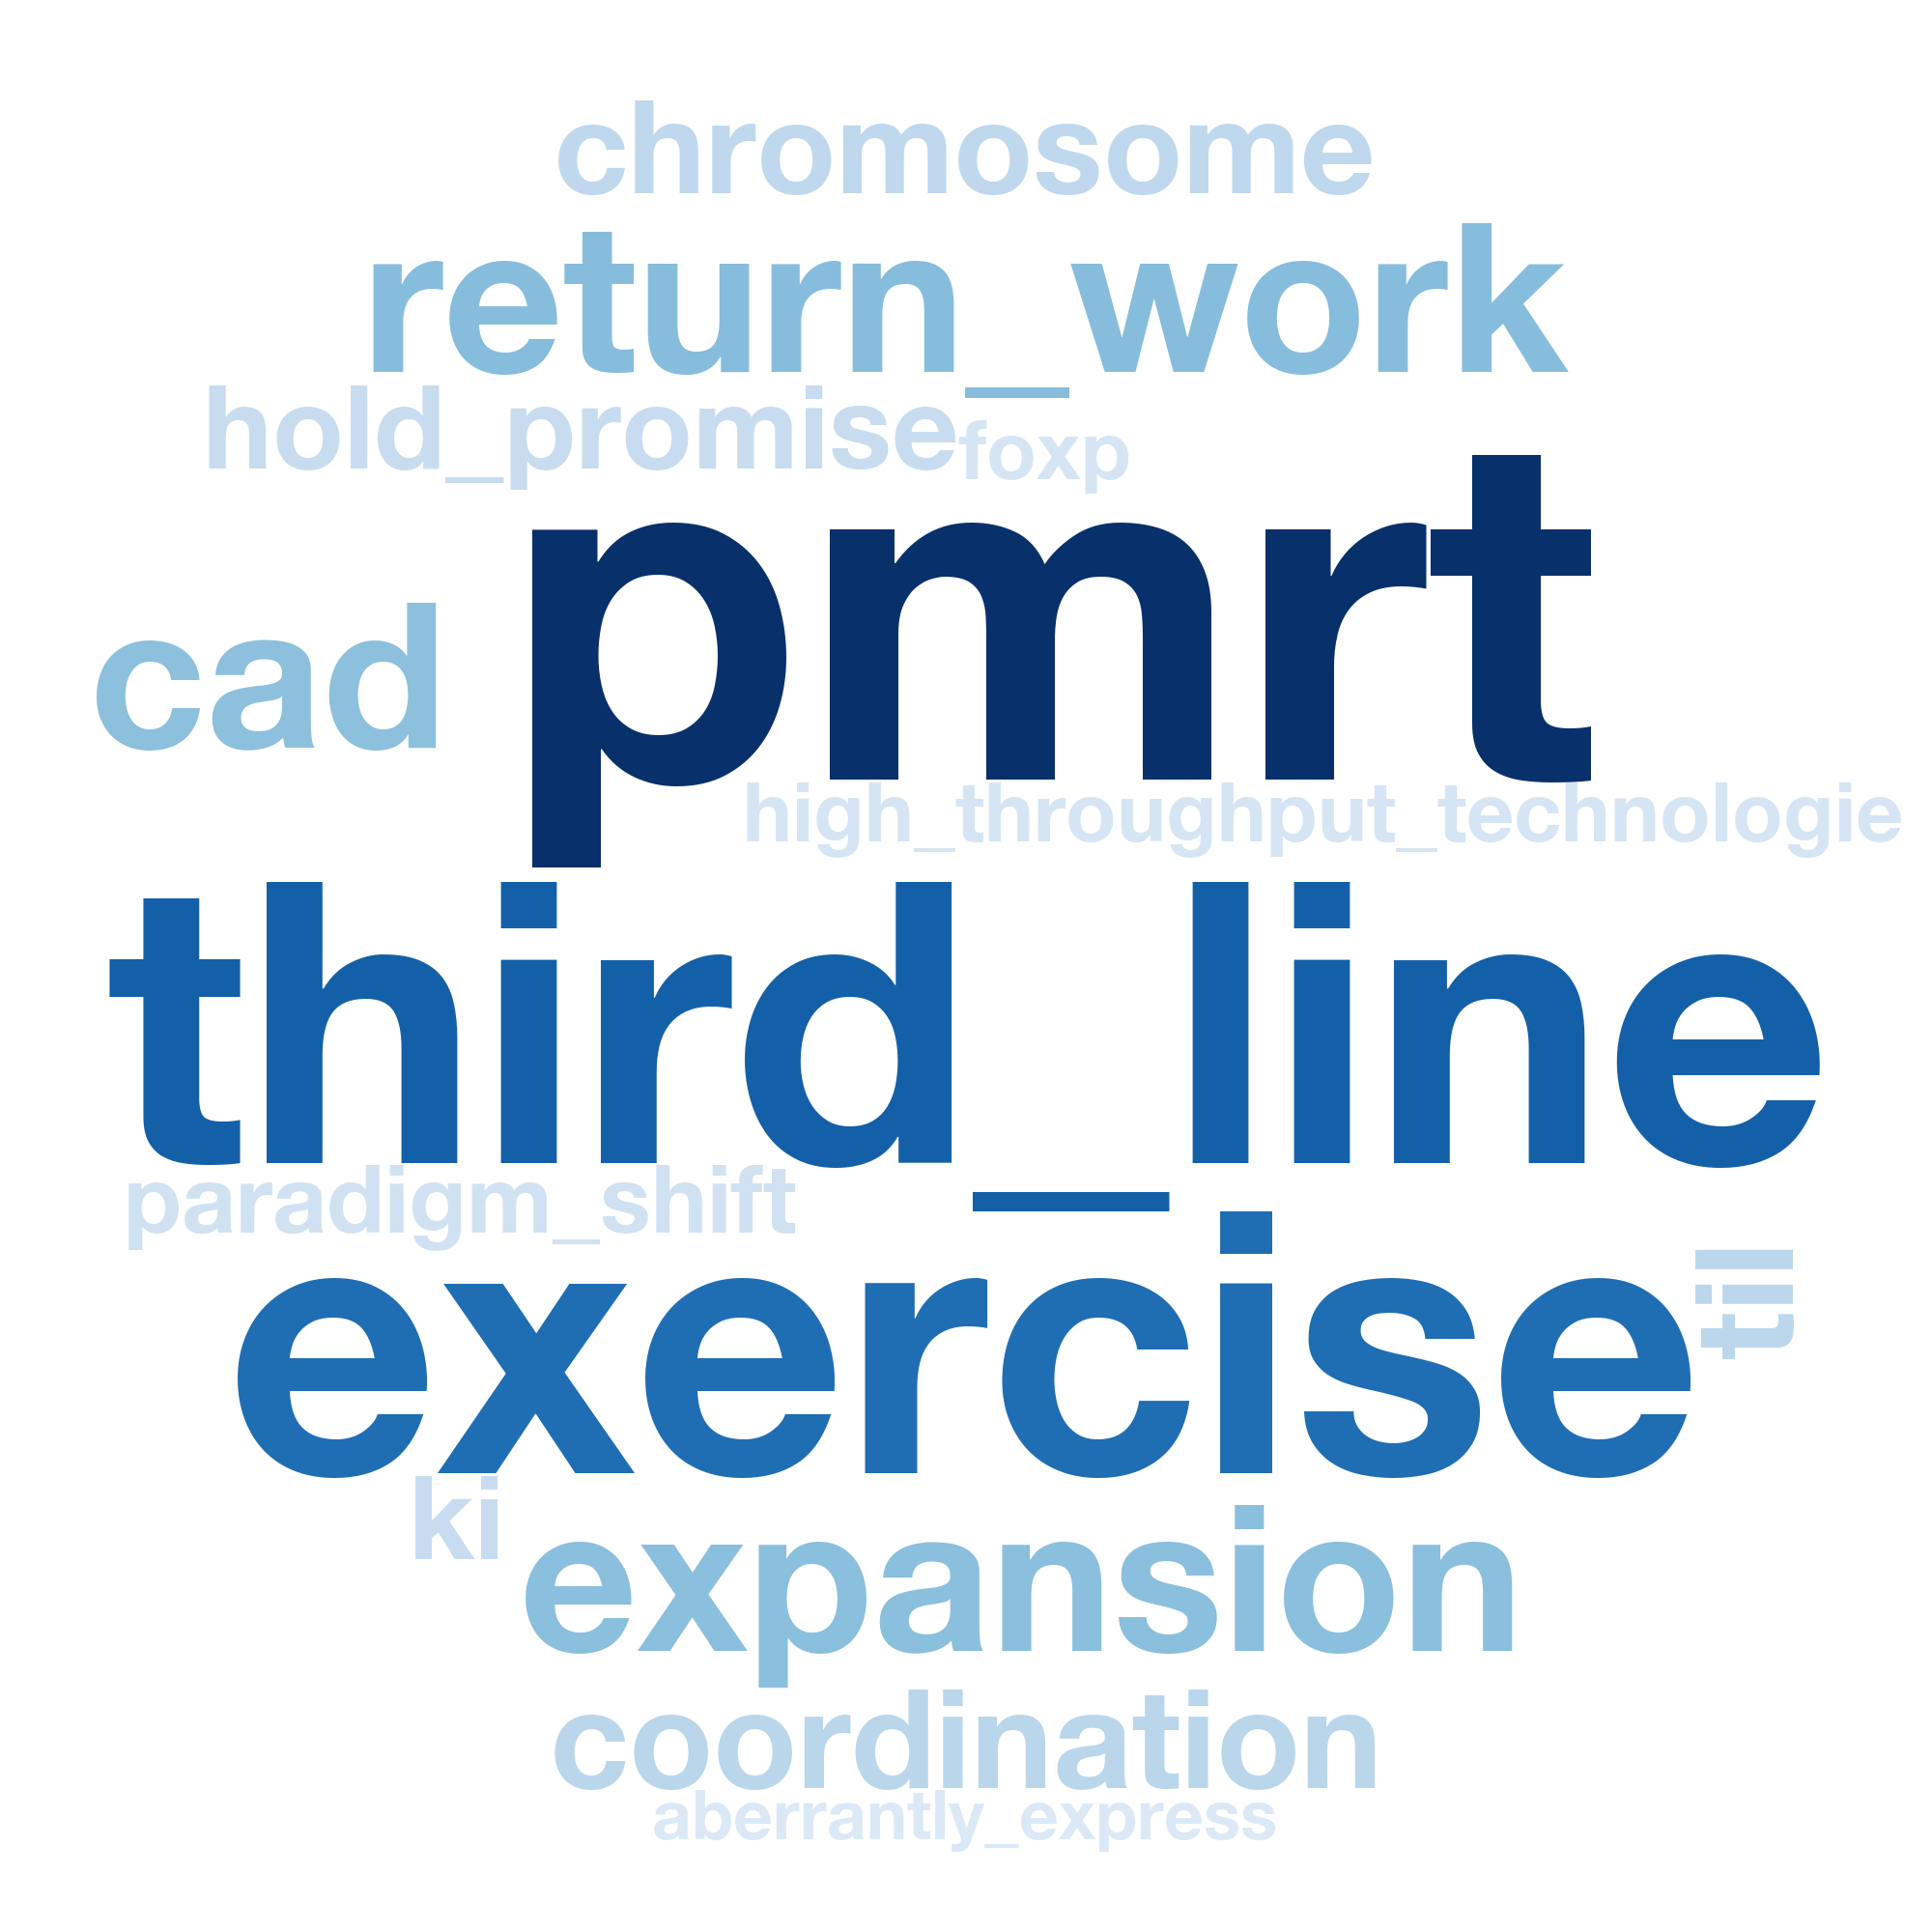 chromosome
return_work
hold_promise
foxp
pmrt
cad
high_throughput_technologie
third_line
paradigm_shift
exercise
til
ki
expansion
coordination
aberrantly_express